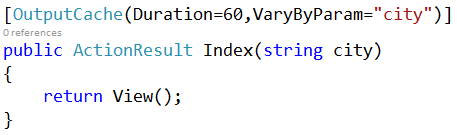 [OutputCache(Duration=60,VaryByParam="city")]
0 references
public ActionResult Index(string city)
{
    return View();
}